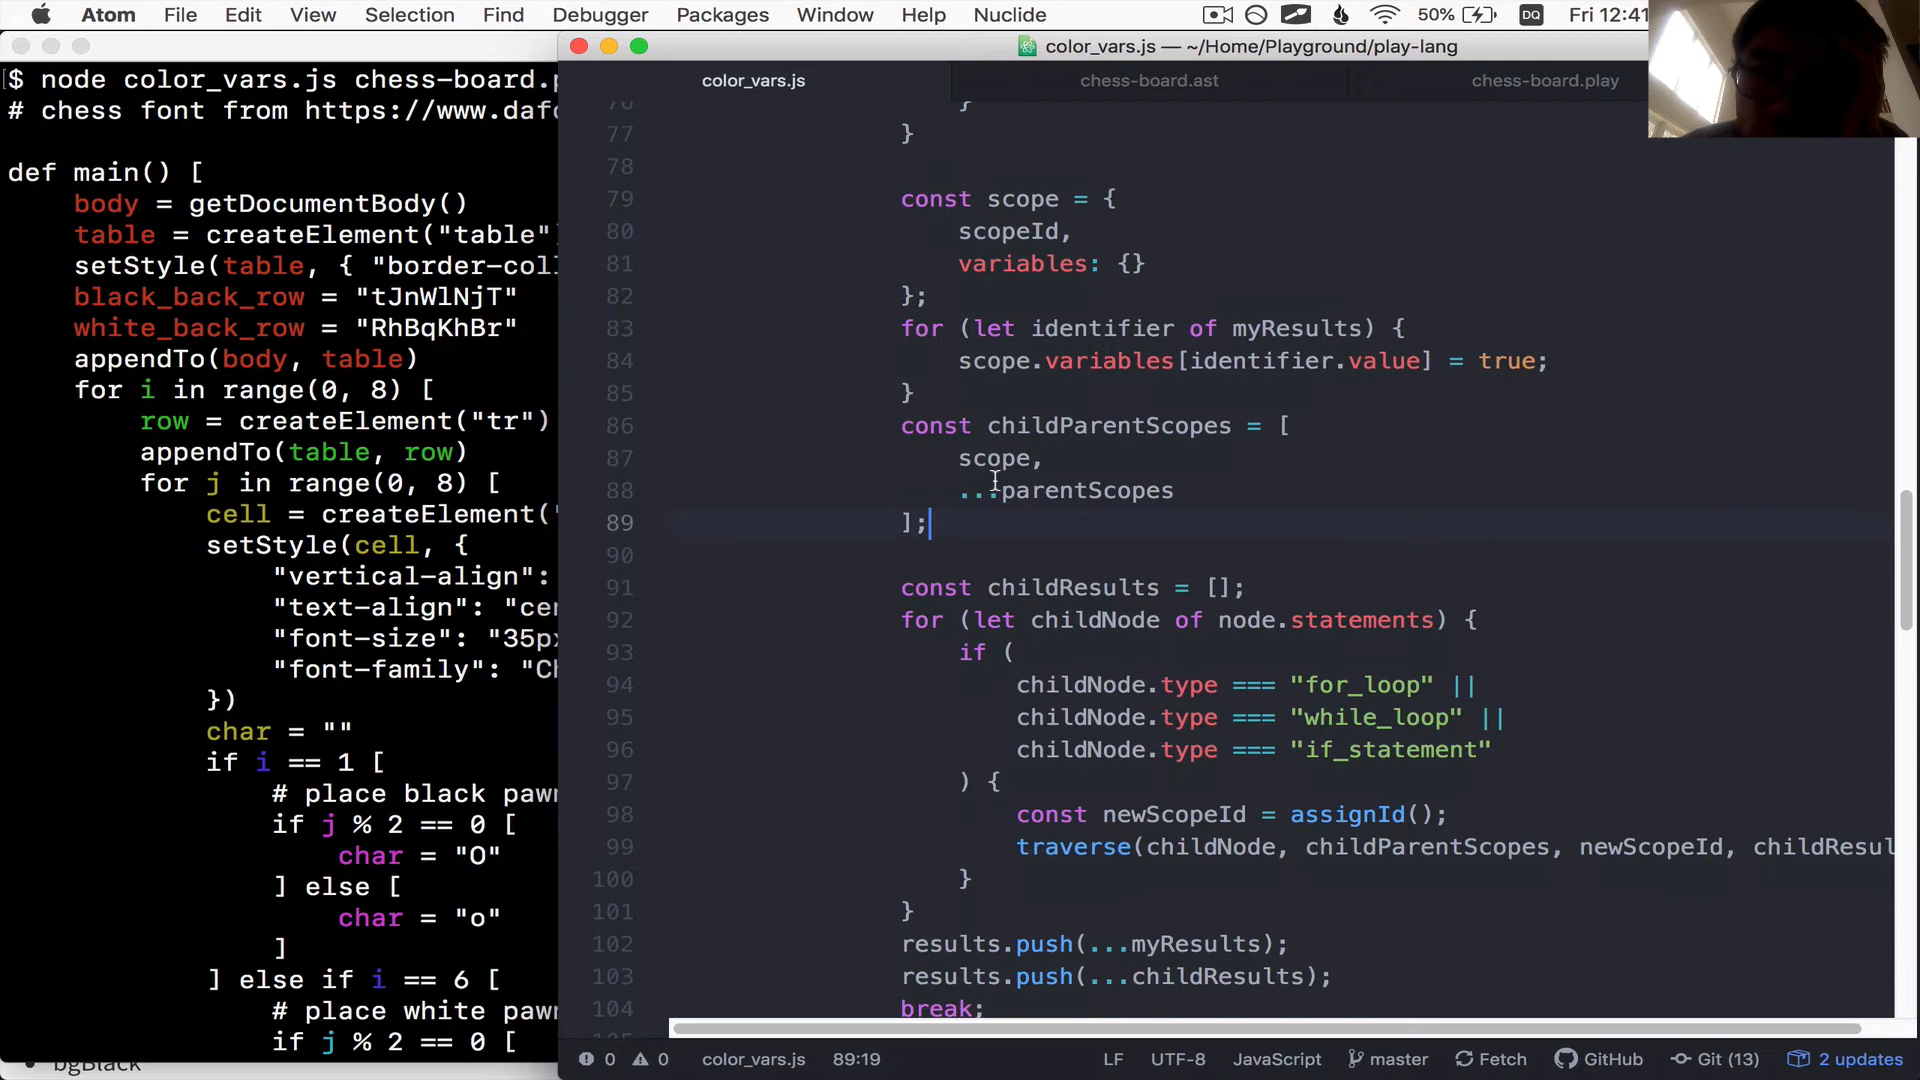 Atom File Edit View Selection Find Debugger Packages Window Help Nuclide 50% DQ Fri 12:41
color_vars.js — ~/Home/Playground/play-lang
color_vars.js chess-board.ast chess-board.play
$ node color_vars.js chess-board.p
# chess font from https://www.dafo
def main() [
body = getDocumentBody()
table = createElement("table")
setStyle(table, { "border-coll
black_back_row = "tJnWlNjT"
white_back_row = "RhBqKhBr"
appendTo(body, table)
for i in range(0, 8) [
row = createElement("tr")
appendTo(table, row)
for j in range(0, 8) [
cell = createElement("
setStyle(cell, {
"vertical-align":
"text-align": "cen
"font-size": "35px
"font-family": "Ch
})
char = ""
if i == 1 [
# place black pawn
if j % 2 == 0 [
char = "O"
] else [
char = "o"
]
] else if i == 6 [
# place white pawn
if j % 2 == 0 [
bgBlack
76 }
77 }
78
79 const scope = {
80 scopeId,
81 variables: {}
82 };
83 for (let identifier of myResults) {
84 scope.variables[identifier.value] = true;
85 }
86 const childParentScopes = [
87 scope,
88 ...parentScopes
89 ];
90
91 const childResults = [];
92 for (let childNode of node.statements) {
93 if (
94 childNode.type === "for_loop" ||
95 childNode.type === "while_loop" ||
96 childNode.type === "if_statement"
97 ) {
98 const newScopeId = assignId();
99 traverse(childNode, childParentScopes, newScopeId, childResul
100 }
101 }
102 results.push(...myResults);
103 results.push(...childResults);
104 break;
0 0 color_vars.js 89:19 LF UTF-8 JavaScript master Fetch GitHub Git (13) 2 updates